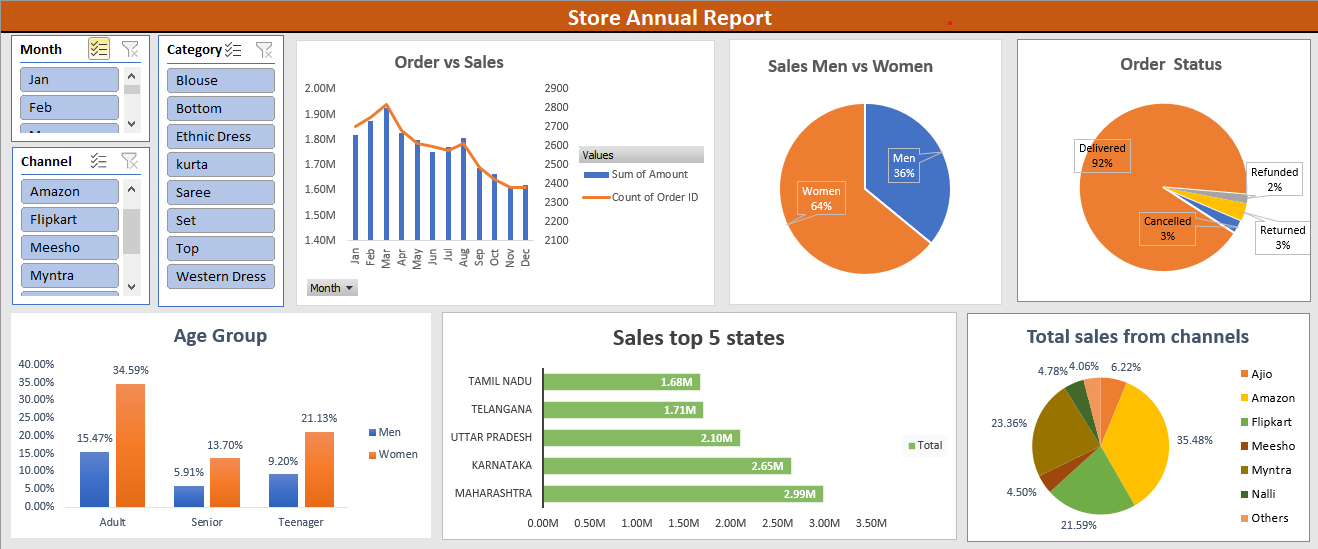 Store Annual Report
Month
Jan
Feb
Channel
Amazon
Flipkart
Meesho
Myntra
Category
Blouse
Bottom
Ethnic Dress
kurta
Saree
Set
Top
Western Dress
Order vs Sales
2.00M
1.90M
1.80M
1.70M
1.60M
1.50M
1.40M
2900
2800
2700
2600
2500
2400
2300
2200
2100
Jan
Feb
Mar
Apr
May
Jun
Jul
Aug
Sep
Oct
Nov
Dec
Values
Sum of Amount
Count of Order ID
Month
Sales Men vs Women
Men
36%
Women
64%
Order Status
Delivered
92%
Refunded
2%
Cancelled
3%
Returned
3%
Age Group
40.00%
35.00%
30.00%
25.00%
20.00%
15.00%
10.00%
5.00%
0.00%
15.47%
34.59%
5.91%
13.70%
9.20%
21.13%
Adult
Senior
Teenager
Men
Women
Sales top 5 states
TAMIL NADU 1.68M
TELANGANA 1.71M
UTTAR PRADESH 2.10M
KARNATAKA 2.65M
MAHARASHTRA 2.99M
0.00M 0.50M 1.00M 1.50M 2.00M 2.50M 3.00M 3.50M
Total
Total sales from channels
4.78%
4.06%
6.22%
23.36%
35.48%
4.50%
21.59%
Ajio
Amazon
Flipkart
Meesho
Myntra
Nalli
Others